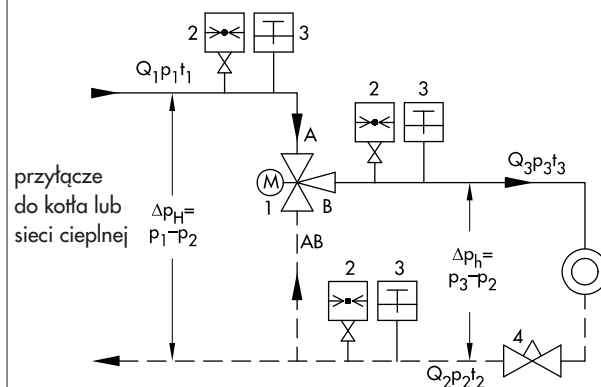 2 3
Q₁p₁t₁
A
2 3
Q₃p₃t₃
przyłącze
do kotła lub
sieci cieplnej
M
1 B
Δpₕ=
p₁–p₂
AB
Δpₕ=
p₃–p₂
2 3
4
Q₂p₂t₂